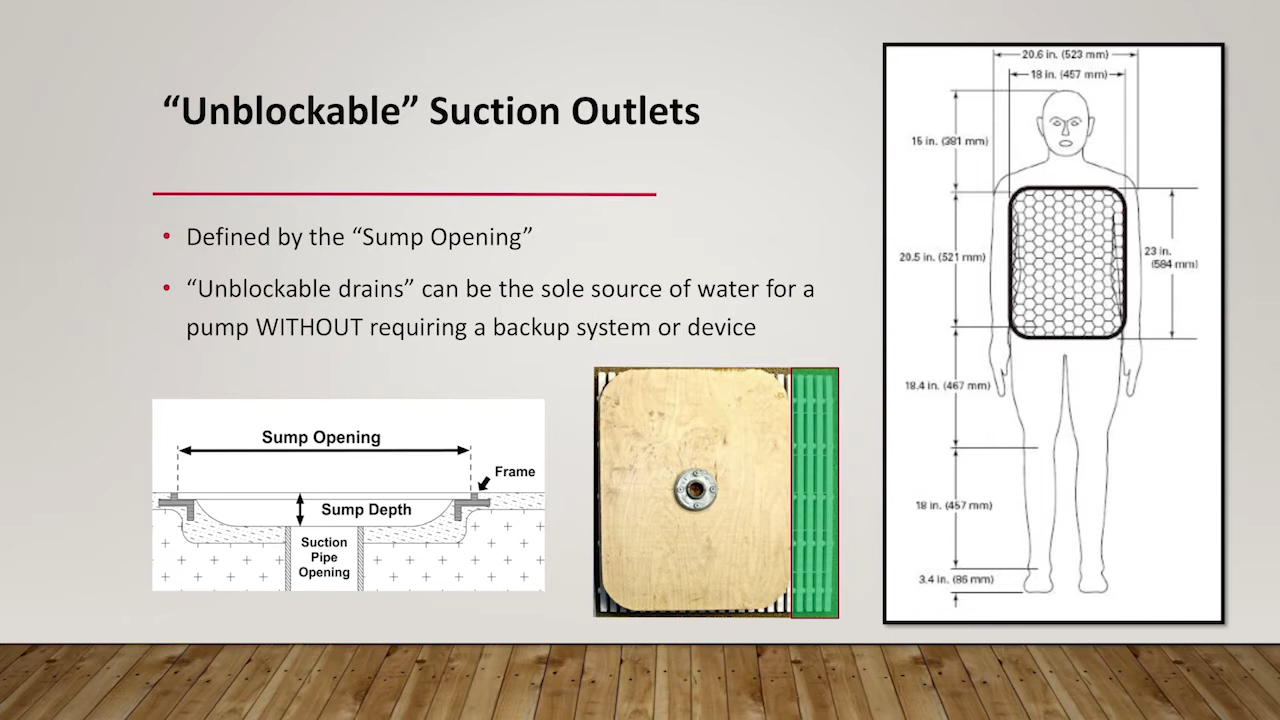 “Unblockable” Suction Outlets
• Defined by the “Sump Opening”
• “Unblockable drains” can be the sole source of water for a
pump WITHOUT requiring a backup system or device
Sump Opening
Frame
Sump Depth
Suction
Pipe
Opening
20.6 in. (523 mm)
18 in. (457 mm)
15 in. (381 mm)
20.5 in. (521 mm)
23 in.
(584 mm)
18.4 in. (467 mm)
18 in. (457 mm)
3.4 in. (86 mm)